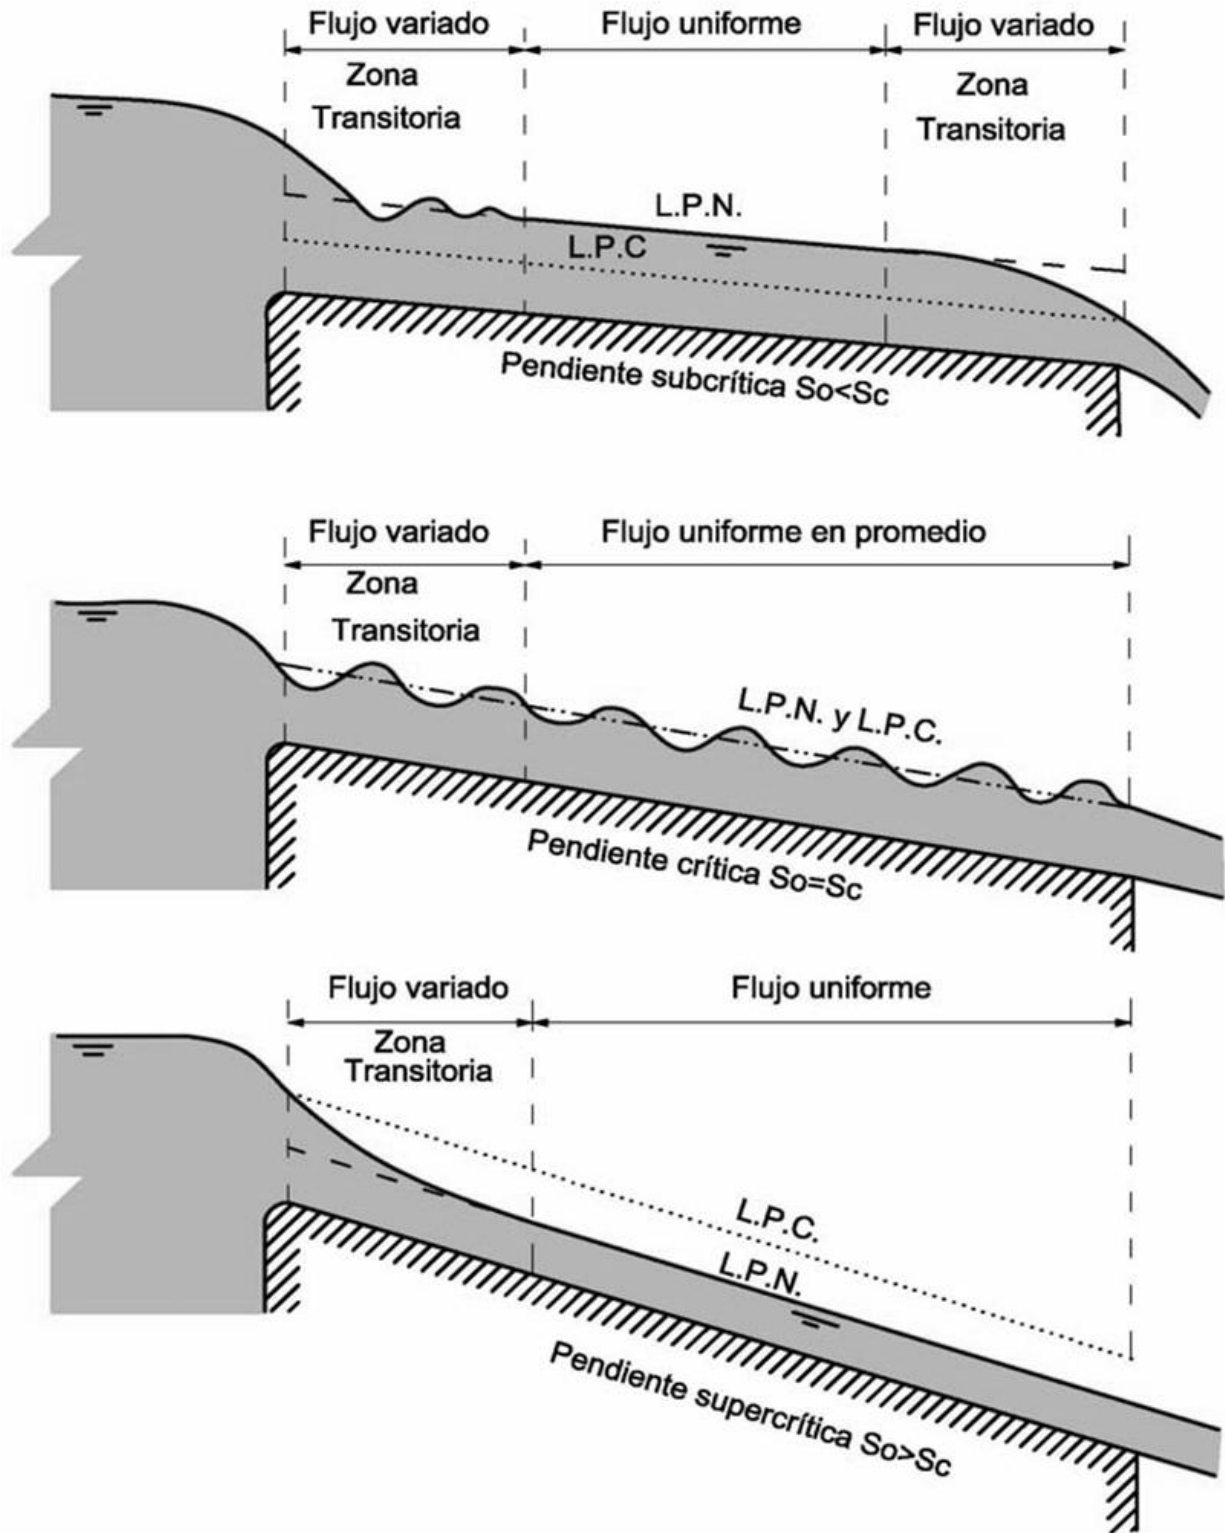 Flujo variado
Flujo uniforme
Flujo variado
Zona
Transitoria
Zona
Transitoria
L.P.N.
L.P.C
Pendiente subcrítica So<Sc
Flujo variado
Flujo uniforme en promedio
Zona
Transitoria
L.P.N. y L.P.C.
Pendiente crítica So=Sc
Flujo variado
Flujo uniforme
Zona
Transitoria
L.P.C.
L.P.N.
Pendiente supercrítica So>Sc